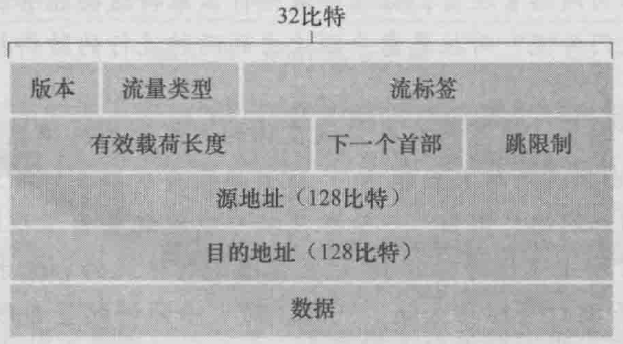 32比特
版本 流量类型 流标签
有效载荷长度 下一个首部 跳限制
源地址（128比特）
目的地址（128比特）
数据